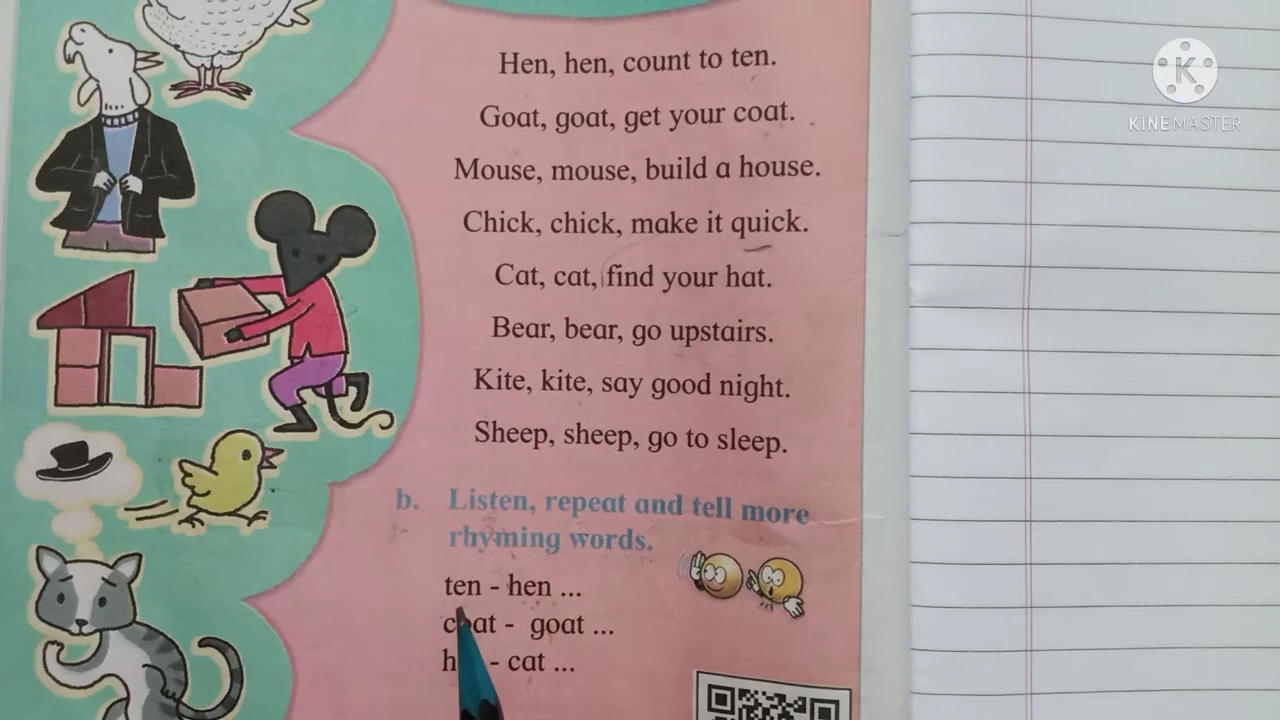 Hen, hen, count to ten.
Goat, goat, get your coat.
Mouse, mouse, build a house.
Chick, chick, make it quick.
Cat, cat, find your hat.
Bear, bear, go upstairs.
Kite, kite, say good night.
Sheep, sheep, go to sleep.
b. Listen, repeat and tell more
rhyming words.
ten - hen ...
coat - goat ...
- cat ...
K
KINEMASTER